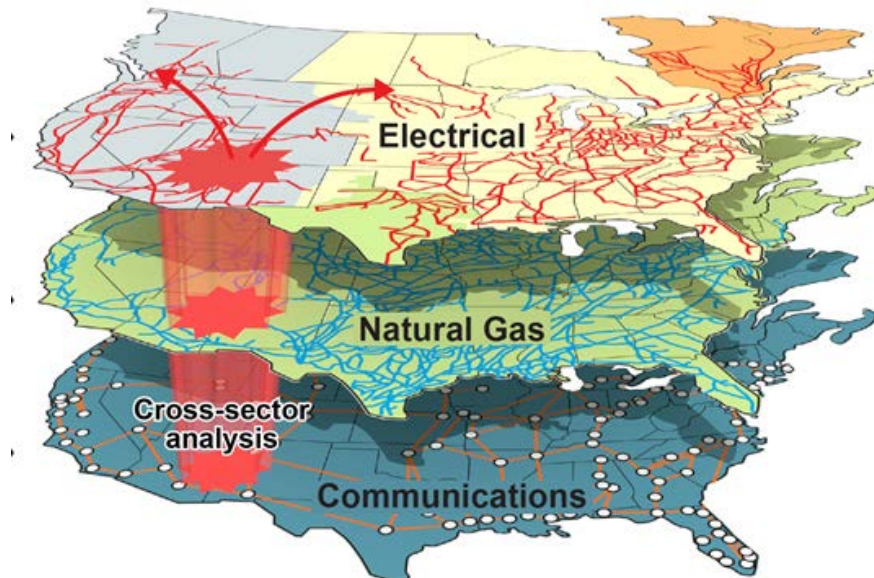 Electrical
Natural Gas
Cross-sector
analysis
Communications